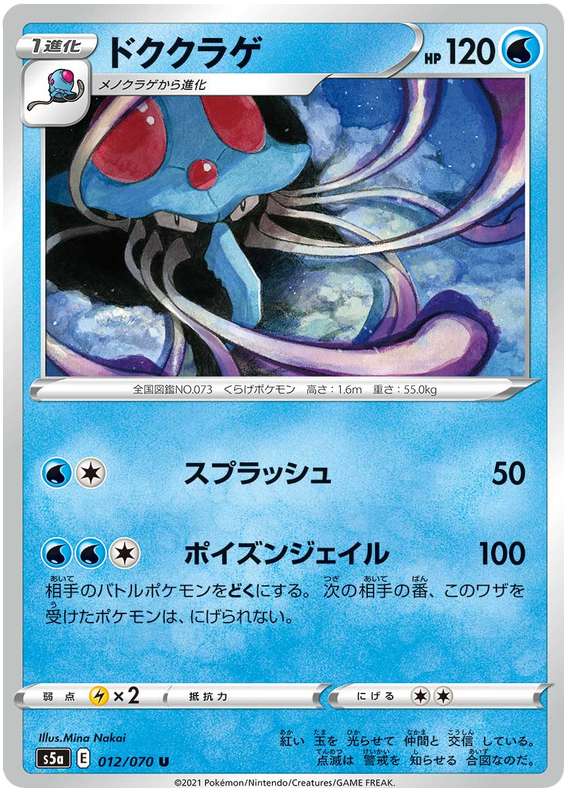 1進化
ドククラゲ
HP120
メノクラゲから進化
全国図鑑NO.073 くらげポケモン 高さ:1.6m 重さ:55.0kg
スプラッシュ 50
ポイズンジェイル 100
相手のバトルポケモンをどくにする。次の相手の番、このワザを
受けたポケモンは、にげられない。
弱点 ×2 抵抗力 にげる
Illus.Mina Nakai
紅い 玉を 光らせて 仲間と 交信 している。
点滅は 警戒を 知らせる 合図なのだ。
s5a E 012/070 U
©2021 Pokémon/Nintendo/Creatures/GAME FREAK.